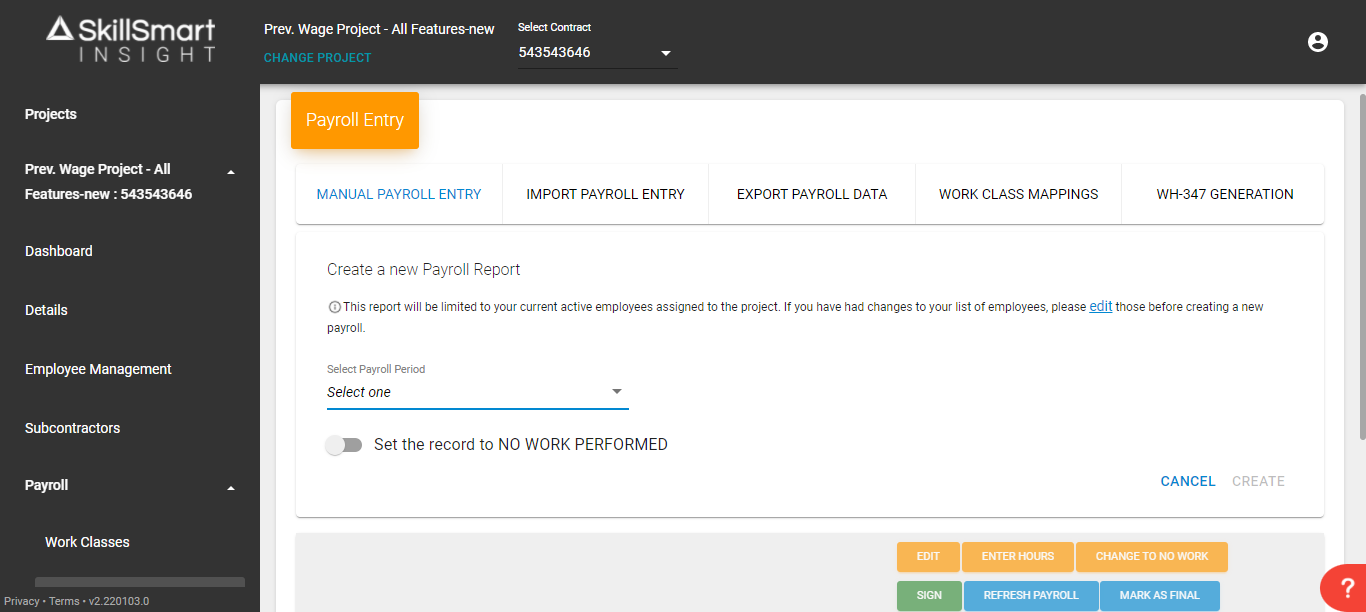 SkillSmart
INSIGHT
Prev. Wage Project - All Features-new
CHANGE PROJECT
Select Contract
543543646
Projects
Prev. Wage Project - All
Features-new : 543543646
Dashboard
Details
Employee Management
Subcontractors
Payroll
Work Classes
Privacy • Terms • v2.220103.0
Payroll Entry
MANUAL PAYROLL ENTRY
IMPORT PAYROLL ENTRY
EXPORT PAYROLL DATA
WORK CLASS MAPPINGS
WH-347 GENERATION
Create a new Payroll Report
This report will be limited to your current active employees assigned to the project. If you have had changes to your list of employees, please edit those before creating a new
payroll.
Select Payroll Period
Select one
Set the record to NO WORK PERFORMED
CANCEL
CREATE
EDIT
ENTER HOURS
CHANGE TO NO WORK
SIGN
REFRESH PAYROLL
MARK AS FINAL
?